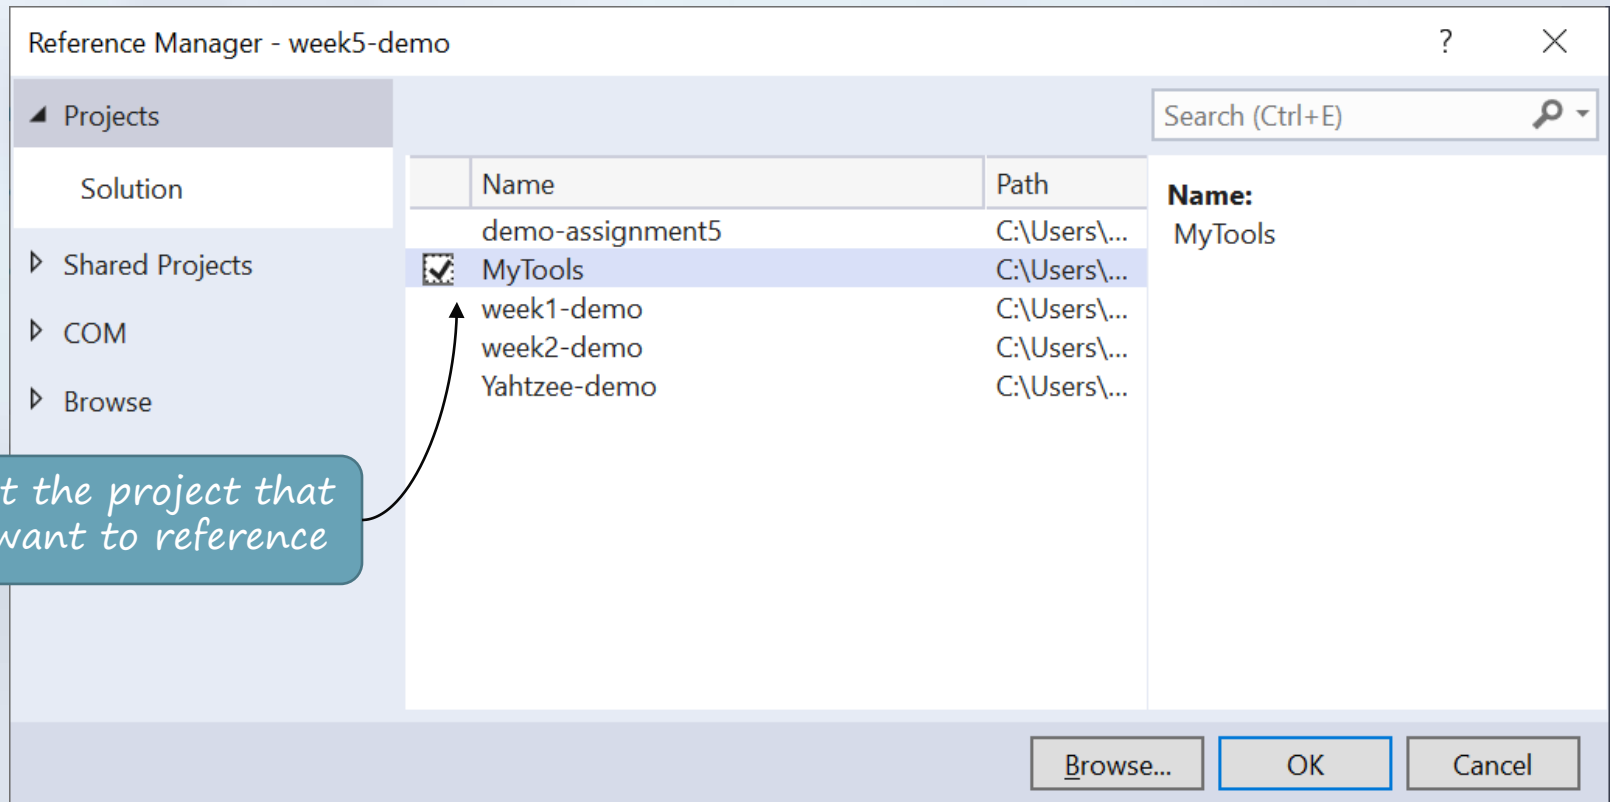 Reference Manager - week5-demo
?
Projects
Solution
Shared Projects
COM
Browse
Search (Ctrl+E)
Name Path
demo-assignment5 C:\Users\...
MyTools C:\Users\...
week1-demo C:\Users\...
week2-demo C:\Users\...
Yahtzee-demo C:\Users\...
Name:
MyTools
t the project that
want to reference
Browse... OK Cancel